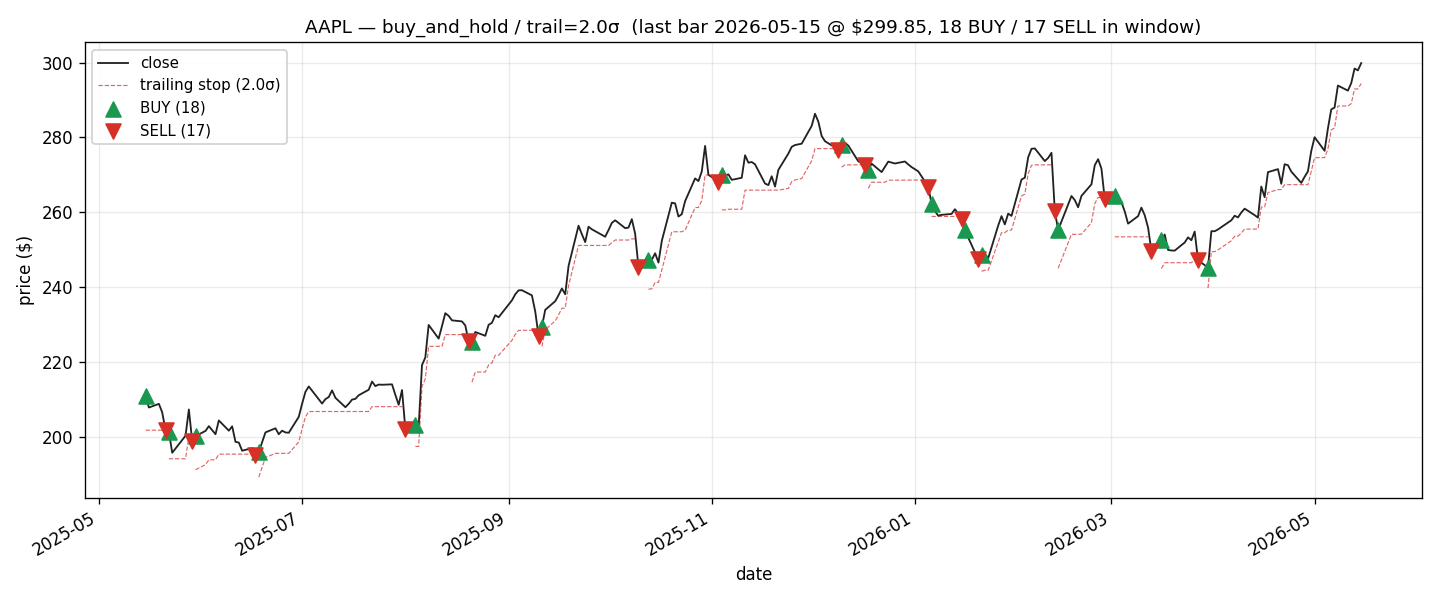 AAPL — buy_and_hold / trail=2.0σ (last bar 2026-05-15 @ $299.85, 18 BUY / 17 SELL in window)
close
trailing stop (2.0σ)
BUY (18)
SELL (17)
price ($)
300
280
260
240
220
200
2025-05
2025-07
2025-09
2025-11
2026-01
2026-03
2026-05
date